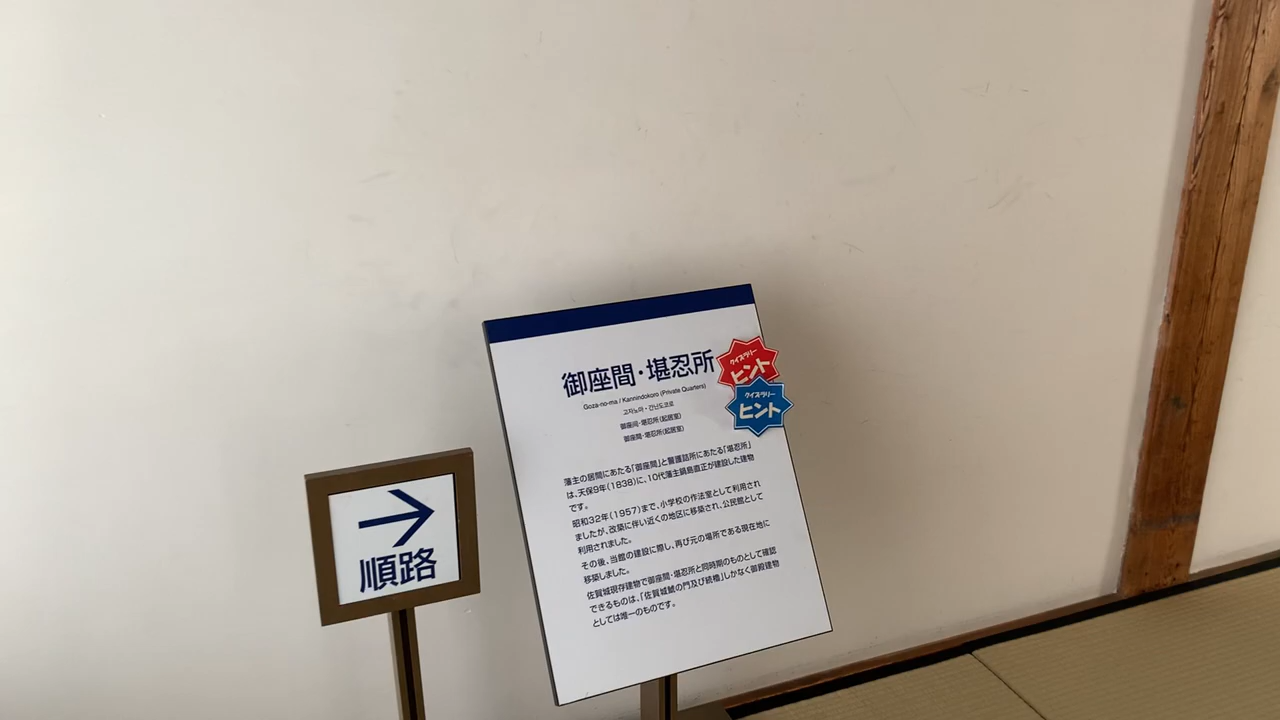 御座間・堪忍所
Goza-no-ma / Kannindokoro (Private Quarters)
고자노마・간닌도코로
御座间・堪忍所(起居室)
御座間・堪忍所(起居室)
クイズラリー
ヒント
クイズラリー
ヒント
藩主の居間にあたる「御座間」と警護詰所にあたる「堪忍所」
は、天保9年(1838)に、10代藩主鍋島直正が建設した建物
です。
昭和32年(1957)まで、小学校の作法室として利用され
ましたが、改築に伴い近くの地区に移築され、公民館として
利用されました。
その後、当館の建設に際し、再び元の場所である現在地に
移築しました。
佐賀城現存建物で御座間・堪忍所と同時期のものとして確認
できるものは、「佐賀城鯱の門及び続櫓」しかなく御殿建物
としては唯一のものです。
→
順路